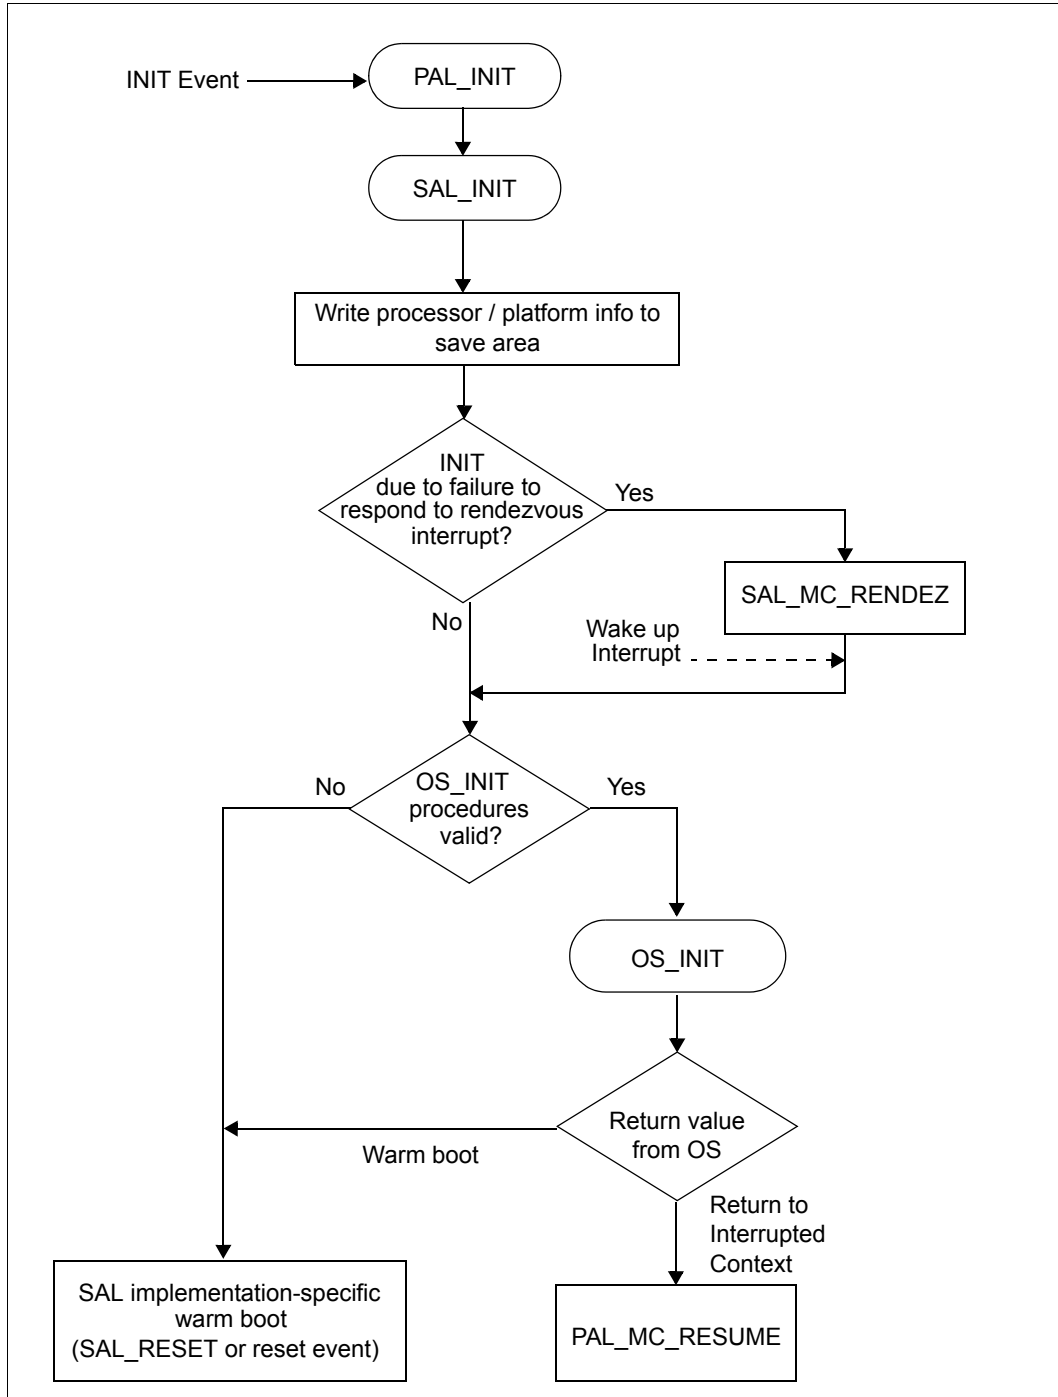 INIT Event
PAL_INIT
SAL_INIT
Write processor / platform info to
save area
INIT
due to failure to
respond to rendezvous
interrupt?
Yes
SAL_MC_RENDEZ
No
Wake up
Interrupt
No
OS_INIT
procedures
valid?
Yes
OS_INIT
Return value
from OS
Warm boot
Return to
Interrupted
Context
SAL implementation-specific
warm boot
(SAL_RESET or reset event)
PAL_MC_RESUME